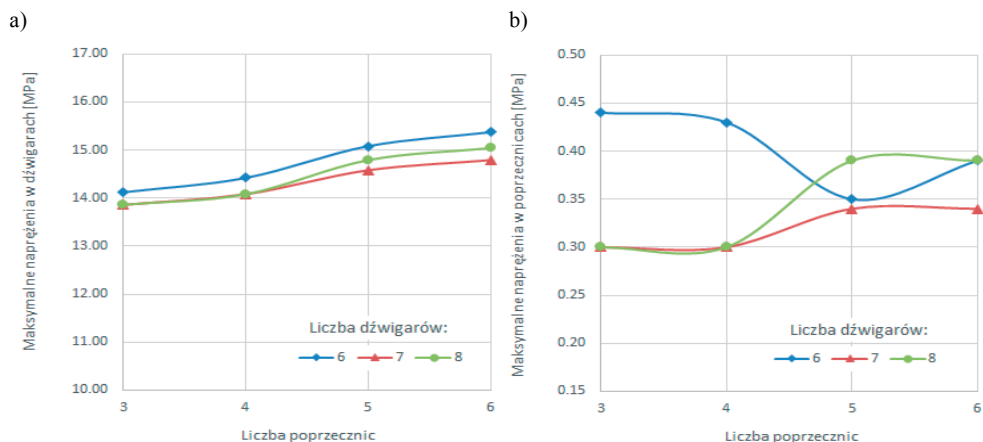 a)
Maksymalne naprężenia w dźwigarach [MPa]
17.00
16.00
15.00
14.00
13.00
12.00
11.00
10.00
3
4
5
6
Liczba poprzecznic
Liczba dźwigarów:
6 7 8
b)
Maksymalne naprężenia w poprzecznicach [MPa]
0.50
0.45
0.40
0.35
0.30
0.25
0.20
0.15
3
4
5
6
Liczba poprzecznic
Liczba dźwigarów:
6 7 8